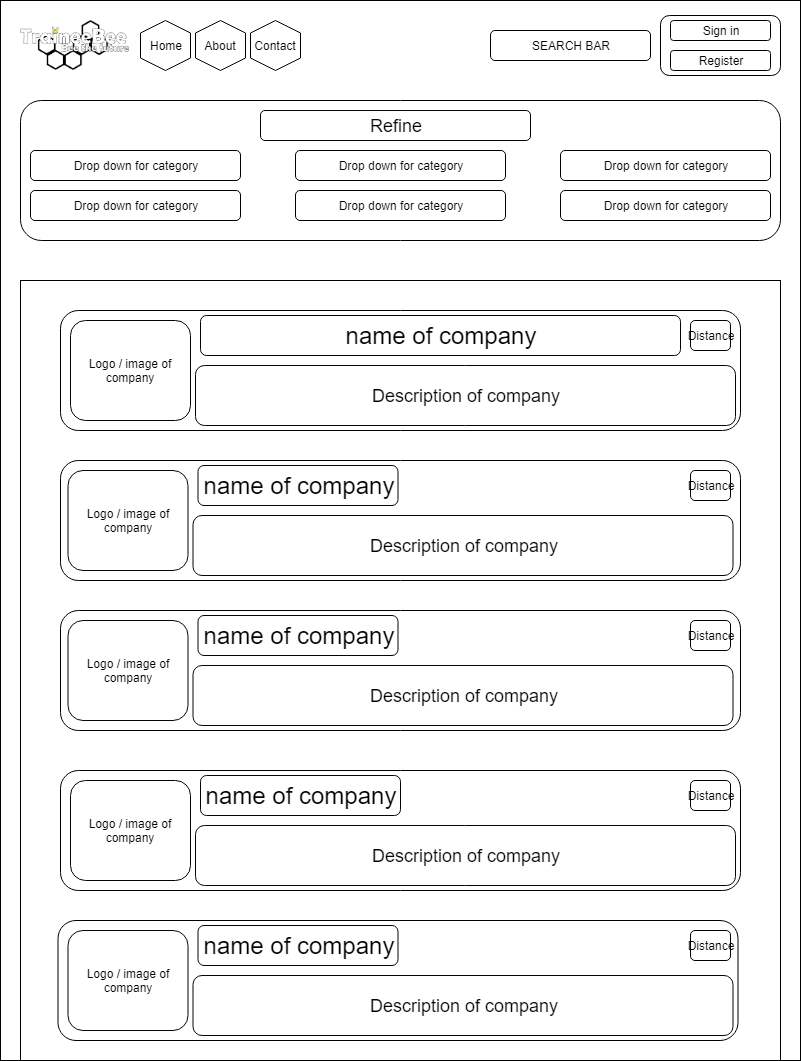 TraineeBee
Bee the future
Home
About
Contact
SEARCH BAR
Sign in
Register
Refine
Drop down for category
Drop down for category
Drop down for category
Drop down for category
Drop down for category
Drop down for category
Logo / image of
company
name of company
Distance
Description of company
Logo / image of
company
name of company
Distance
Description of company
Logo / image of
company
name of company
Distance
Description of company
Logo / image of
company
name of company
Distance
Description of company
Logo / image of
company
name of company
Distance
Description of company